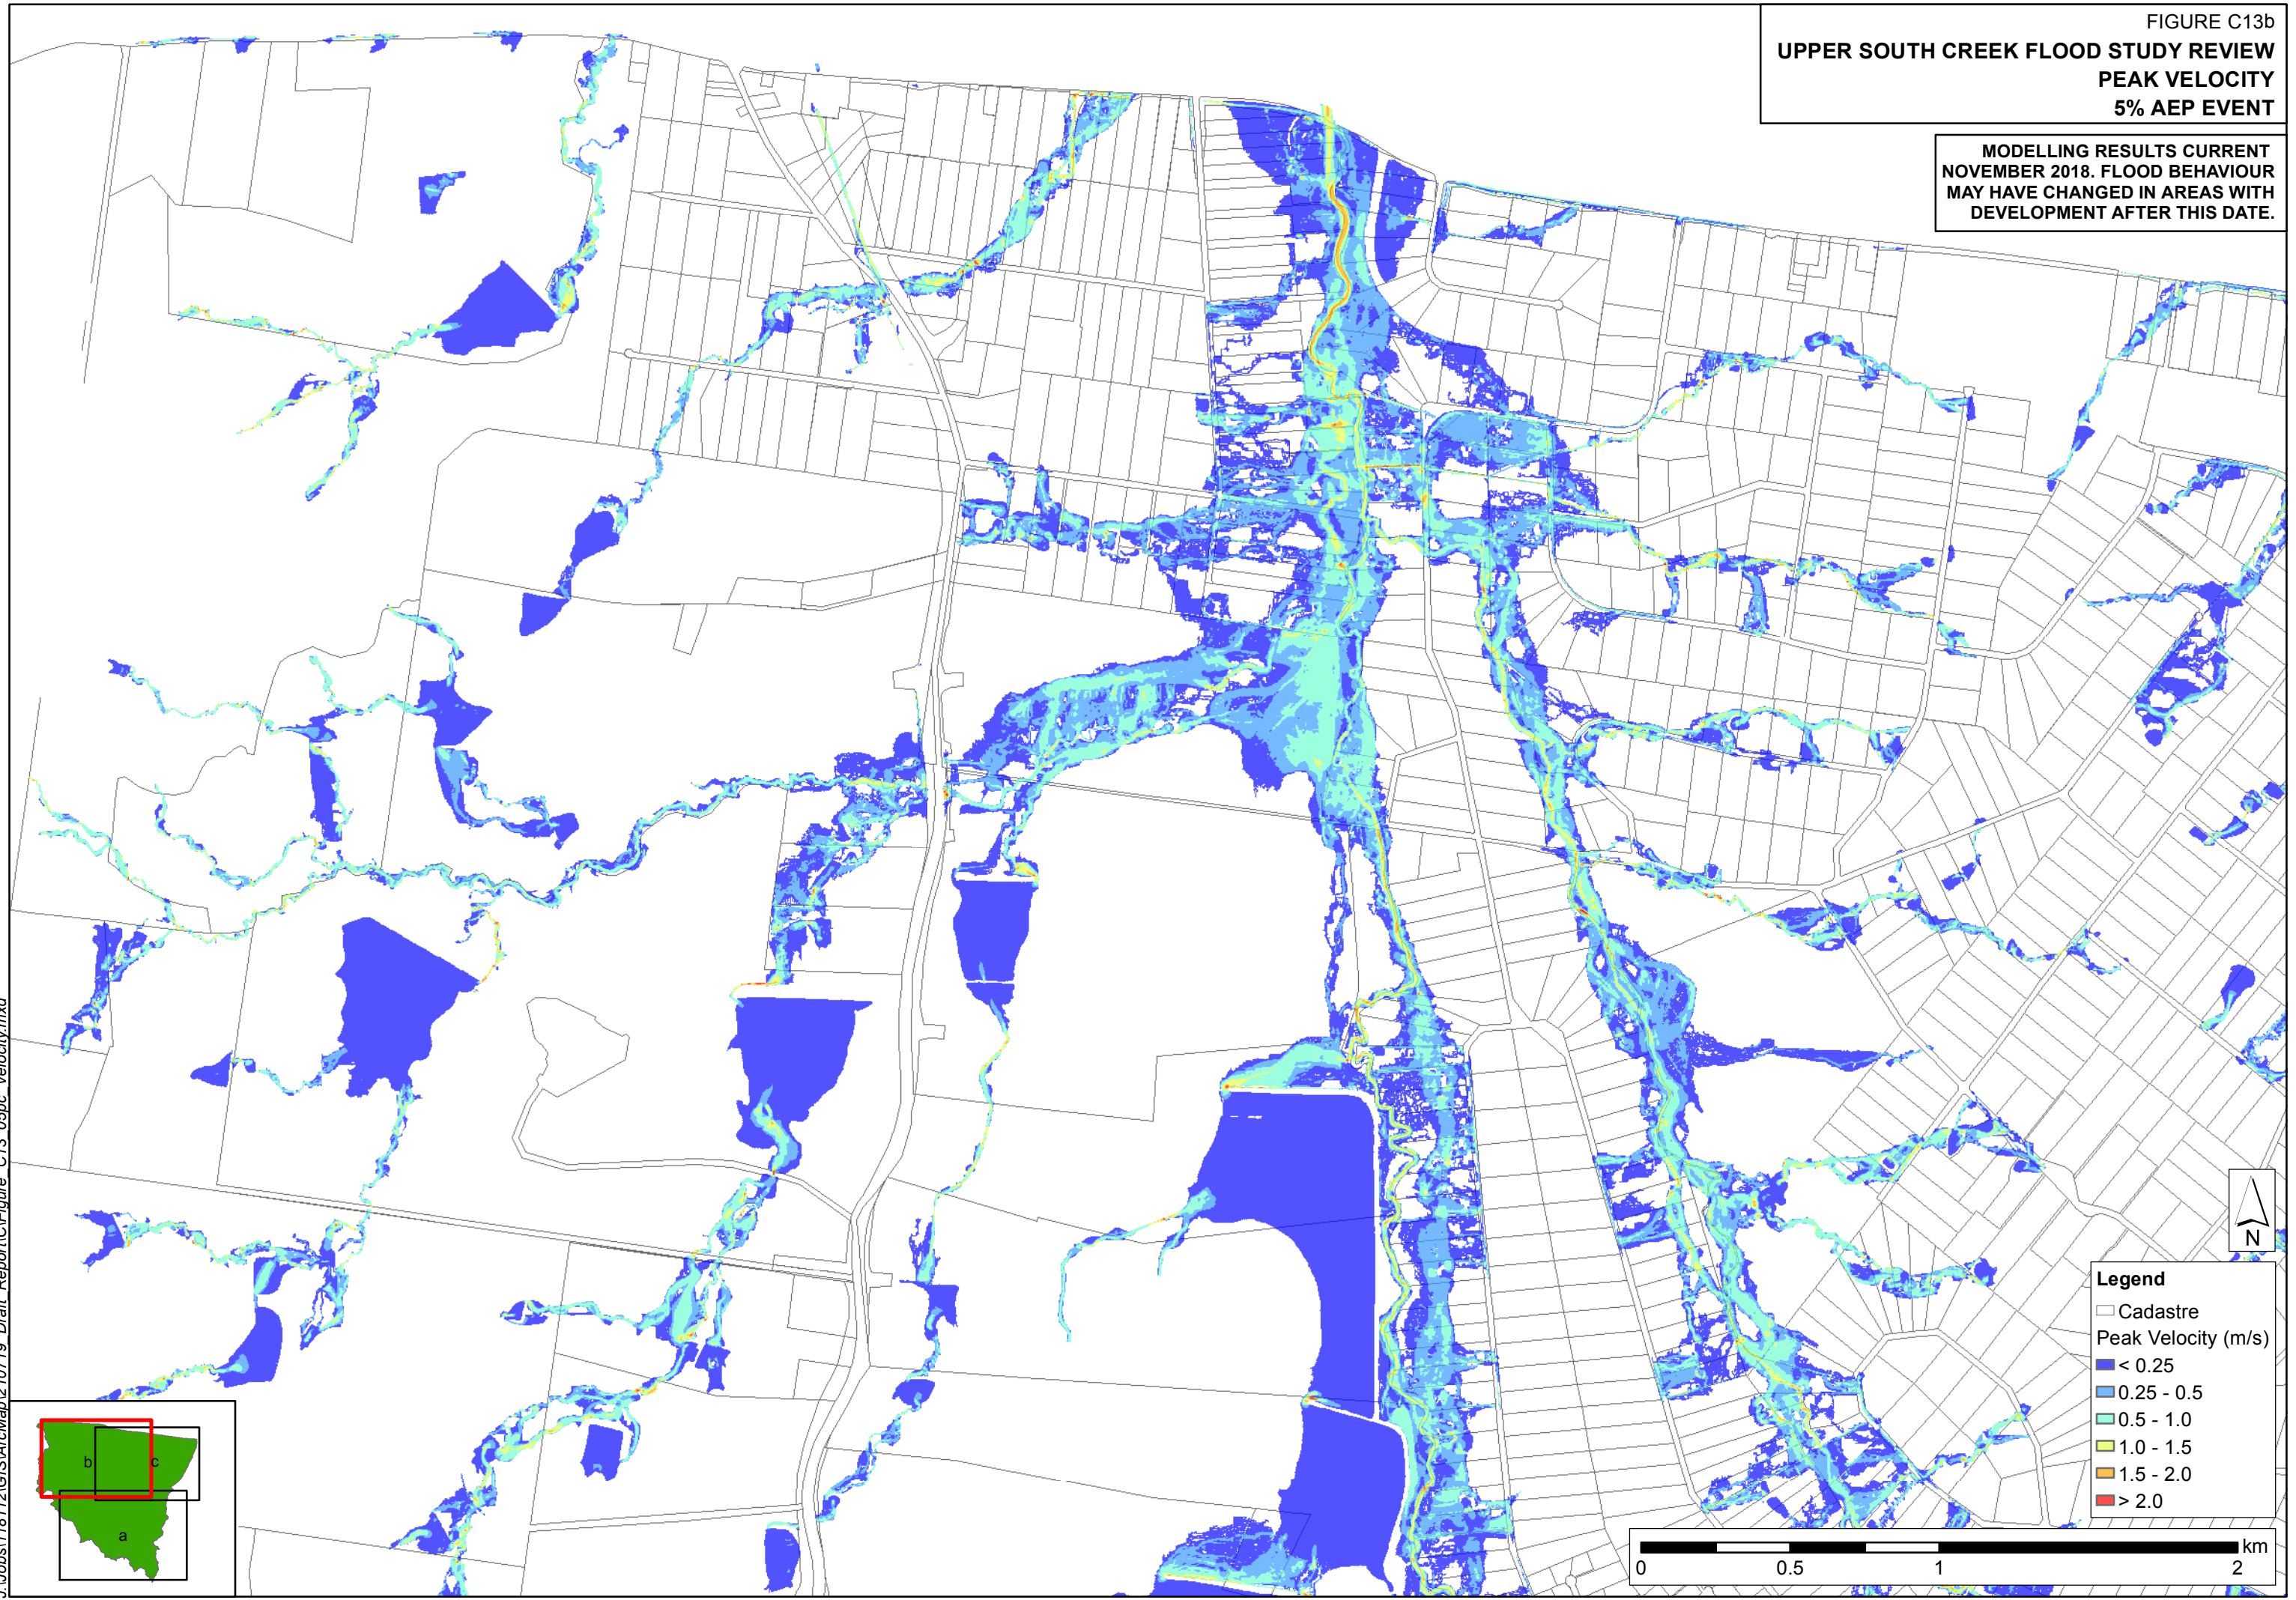 FIGURE C13b
UPPER SOUTH CREEK FLOOD STUDY REVIEW
PEAK VELOCITY
5% AEP EVENT
MODELLING RESULTS CURRENT
NOVEMBER 2018. FLOOD BEHAVIOUR
MAY HAVE CHANGED IN AREAS WITH
DEVELOPMENT AFTER THIS DATE.
N
Legend
Cadastre
Peak Velocity (m/s)
< 0.25
0.25 - 0.5
0.5 - 1.0
1.0 - 1.5
1.5 - 2.0
> 2.0
km
0 0.5 1 2
b c
a